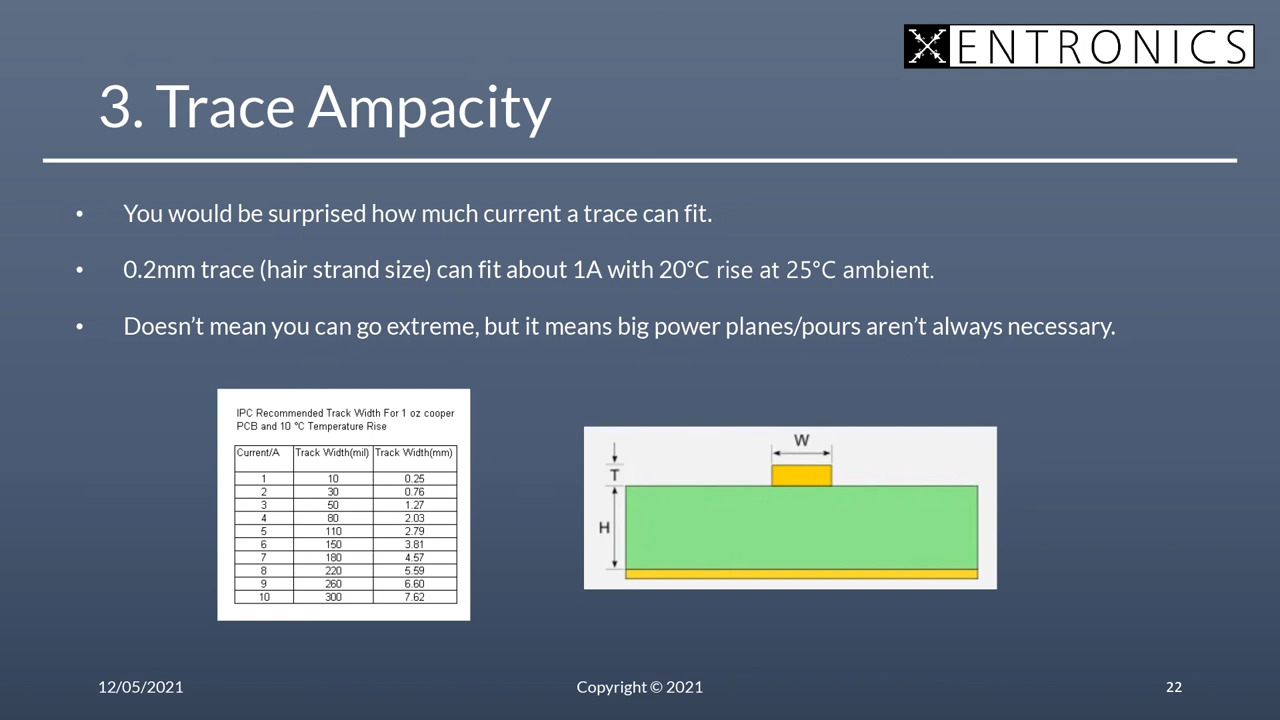 XENTRONICS
3. Trace Ampacity
• You would be surprised how much current a trace can fit.
• 0.2mm trace (hair strand size) can fit about 1A with 20°C rise at 25°C ambient.
• Doesn’t mean you can go extreme, but it means big power planes/pours aren’t always necessary.
IPC Recommended Track Width For 1 oz cooper
PCB and 10 °C Temperature Rise
Current/A Track Width(mil) Track Width(mm)
1 10 0.25
2 30 0.76
3 50 1.27
4 80 2.03
5 110 2.79
6 150 3.81
7 180 4.57
8 220 5.59
9 260 6.60
10 300 7.62
W
T
H
12/05/2021 Copyright © 2021 22